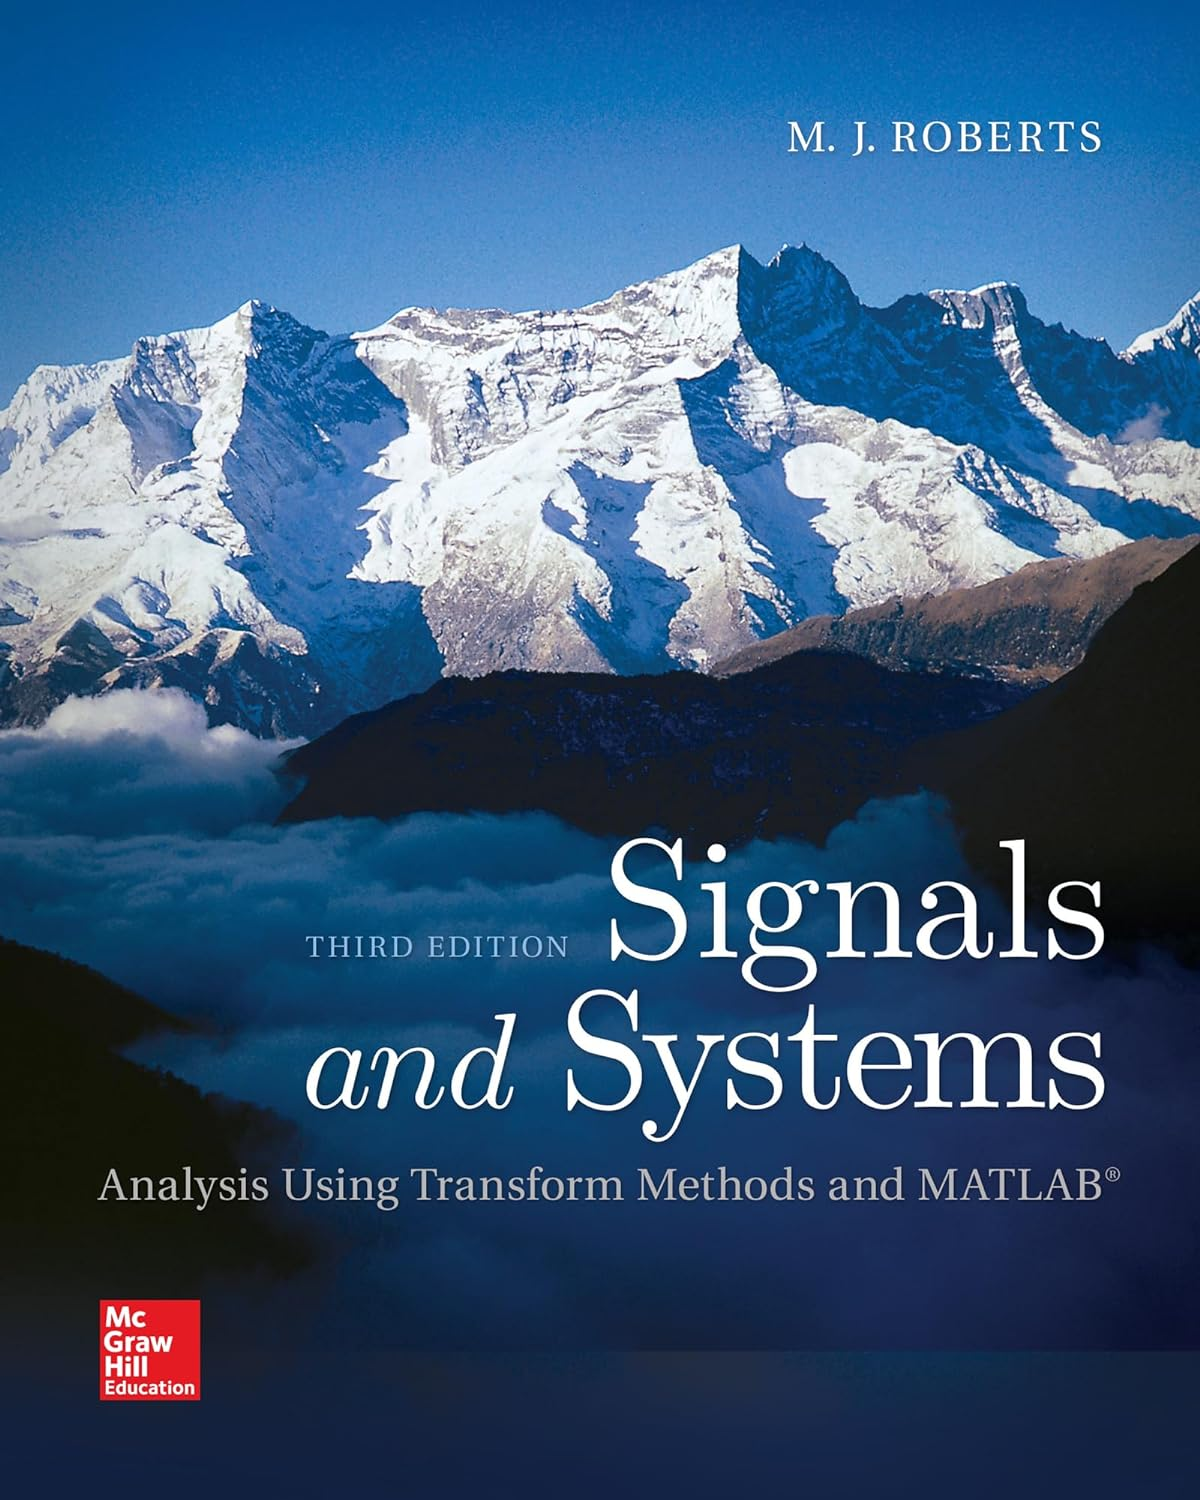 M. J. ROBERTS
THIRD EDITION Signals
and Systems
Analysis Using Transform Methods and MATLAB®
Mc
Graw
Hill
Education